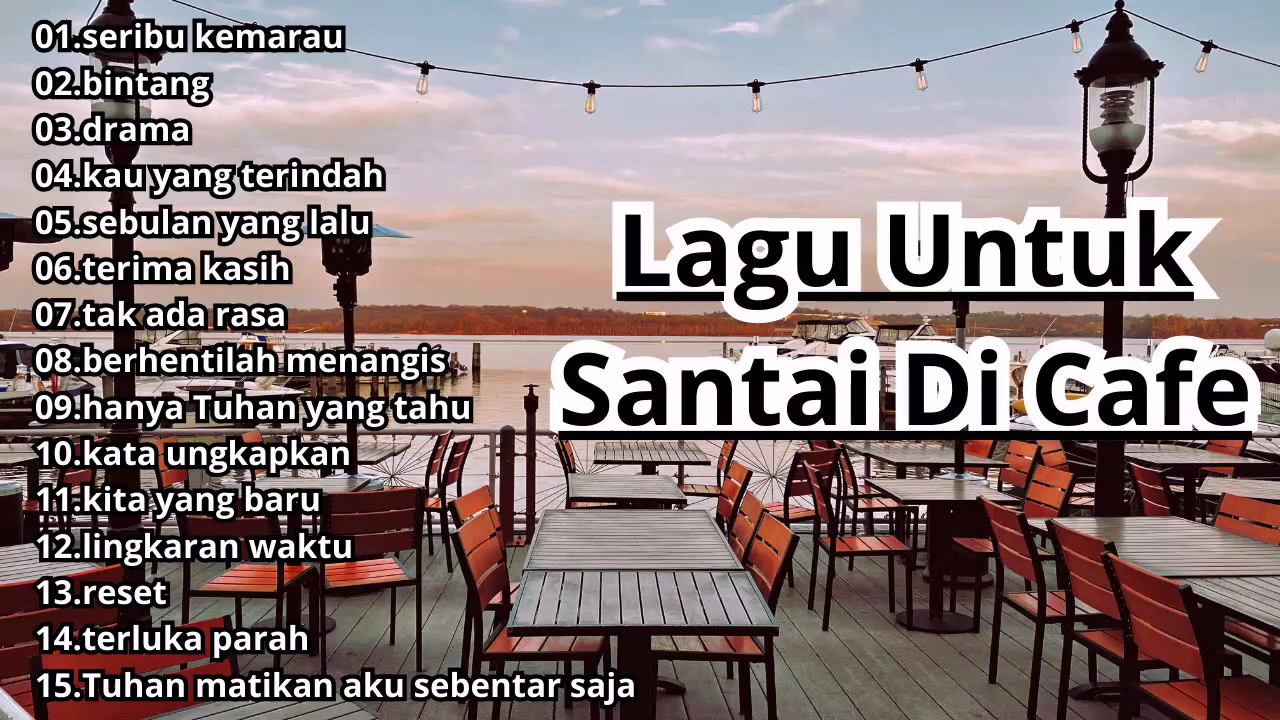 01.seribu kemarau
02.bintang
03.drama
04.kau yang terindah
05.sebulan yang lalu
06.terima kasih
07.tak ada rasa
08.berhentilah menangis
09.hanya Tuhan yang tahu
10.kata ungkapkan
11.kita yang baru
12.lingkaran waktu
13.reset
14.terluka parah
15.Tuhan matikan aku sebentar saja
Lagu Untuk
Santai Di Cafe